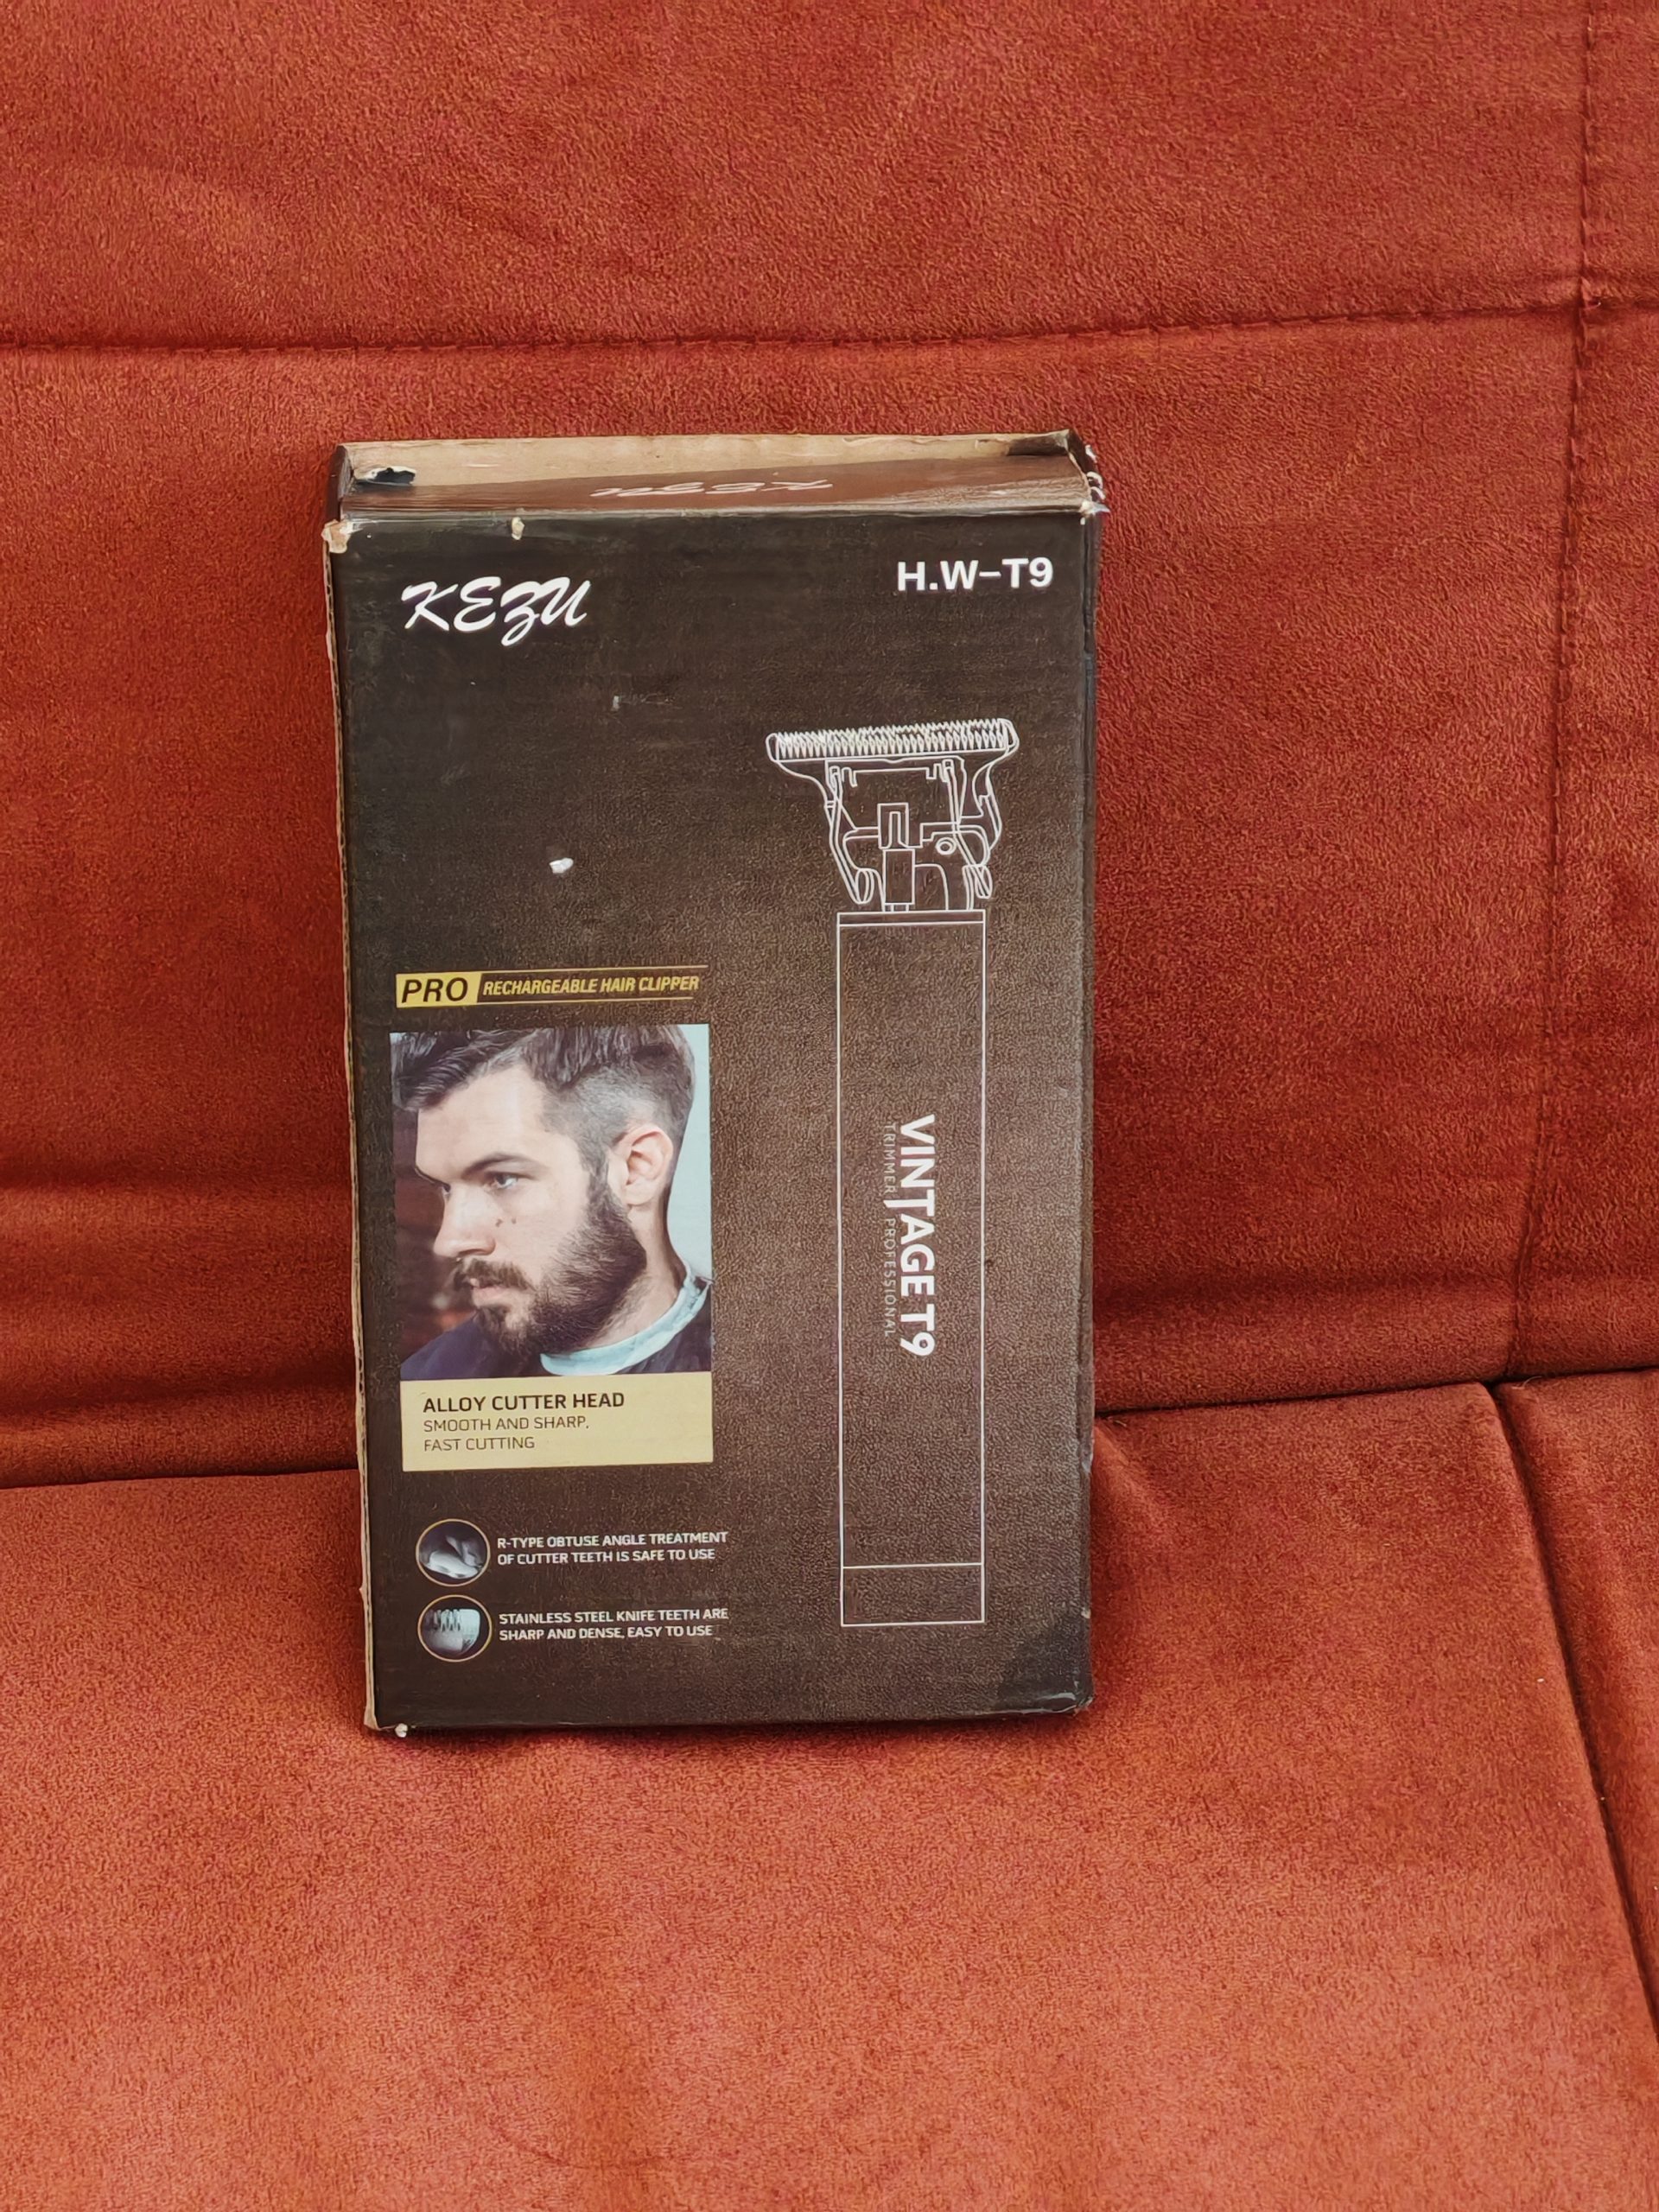 KEZU
KEZU
H.W-T9
PRO RECHARGEABLE HAIR CLIPPER
ALLOY CUTTER HEAD
SMOOTH AND SHARP,
FAST CUTTING
R-TYPE OBTUSE ANGLE TREATMENT
OF CUTTER TEETH IS SAFE TO USE
STAINLESS STEEL KNIFE TEETH ARE
SHARP AND DENSE, EASY TO USE
VINTAGE T9
TRIMMER PROFESSIONAL